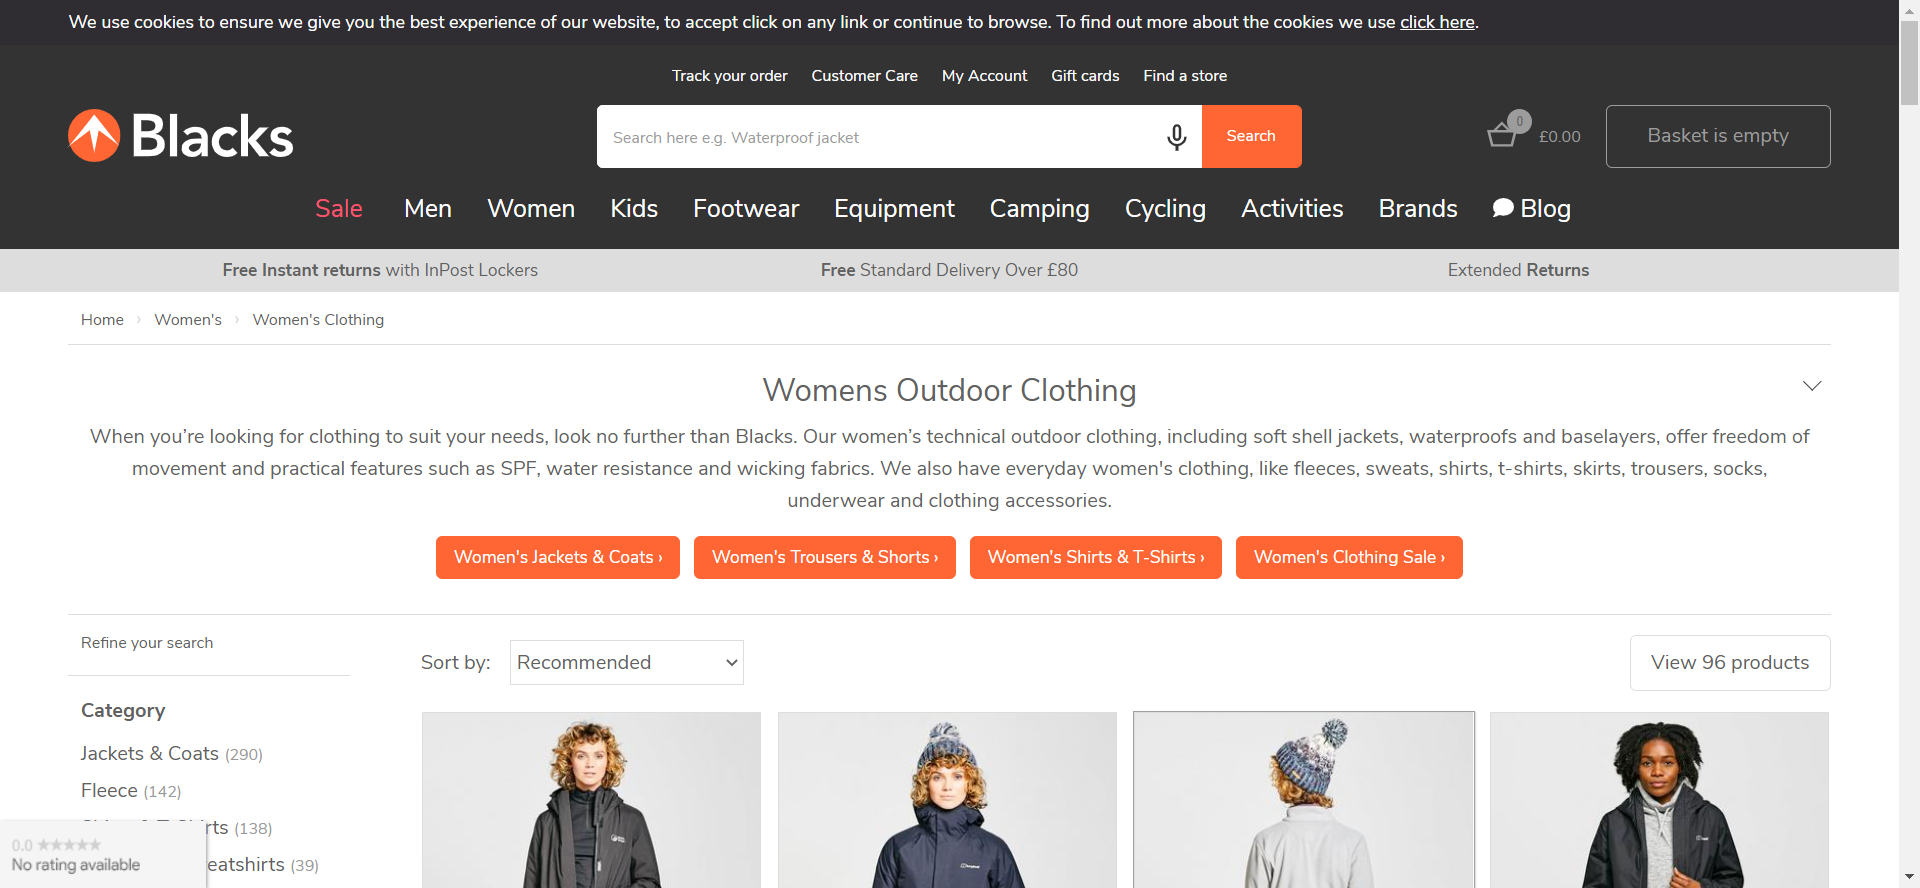 We use cookies to ensure we give you the best experience of our website, to accept click on any link or continue to browse. To find out more about the cookies we use click here.
Track your order Customer Care My Account Gift cards Find a store
Blacks
Search here e.g. Waterproof jacket
Search
0
£0.00
Basket is empty
Sale Men Women Kids Footwear Equipment Camping Cycling Activities Brands Blog
Free Instant returns with InPost Lockers
Free Standard Delivery Over £80
Extended Returns
Home › Women's › Women's Clothing
Womens Outdoor Clothing
When you’re looking for clothing to suit your needs, look no further than Blacks. Our women’s technical outdoor clothing, including soft shell jackets, waterproofs and baselayers, offer freedom of
movement and practical features such as SPF, water resistance and wicking fabrics. We also have everyday women's clothing, like fleeces, sweats, shirts, t-shirts, skirts, trousers, socks,
underwear and clothing accessories.
Women's Jackets & Coats ›
Women's Trousers & Shorts ›
Women's Shirts & T-Shirts ›
Women's Clothing Sale ›
Refine your search
Sort by: Recommended
View 96 products
Category
Jackets & Coats (290)
Fleece (142)
(138)
(39)
0.0 ★★★★★
No rating available